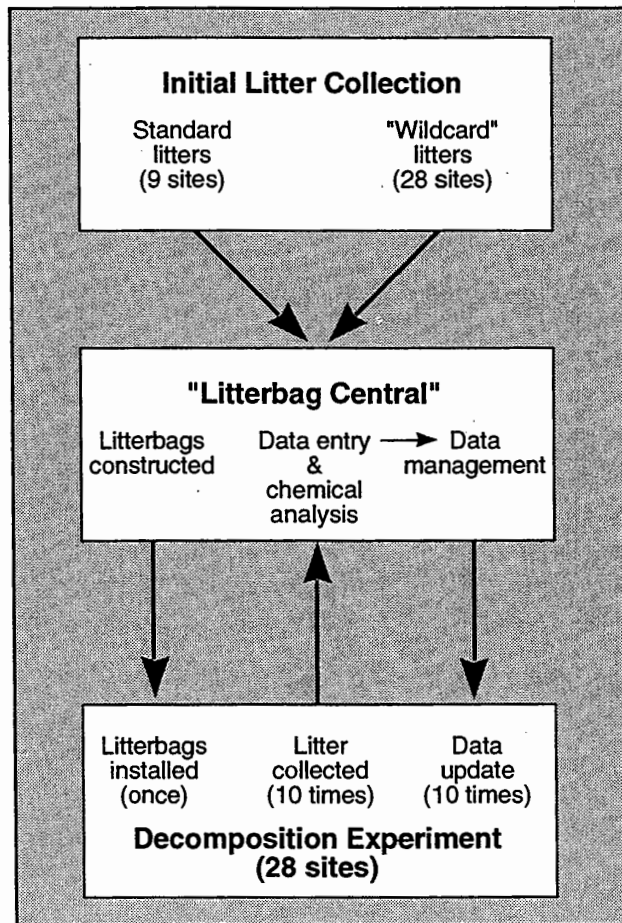 Initial Litter Collection
Standard
litters
(9 sites)
"Wildcard"
litters
(28 sites)
"Litterbag Central"
Litterbags
constructed
Data entry
&
chemical
analysis
Data
management
Litterbags
installed
(once)
Litter
collected
(10 times)
Data
update
(10 times)
Decomposition Experiment
(28 sites)